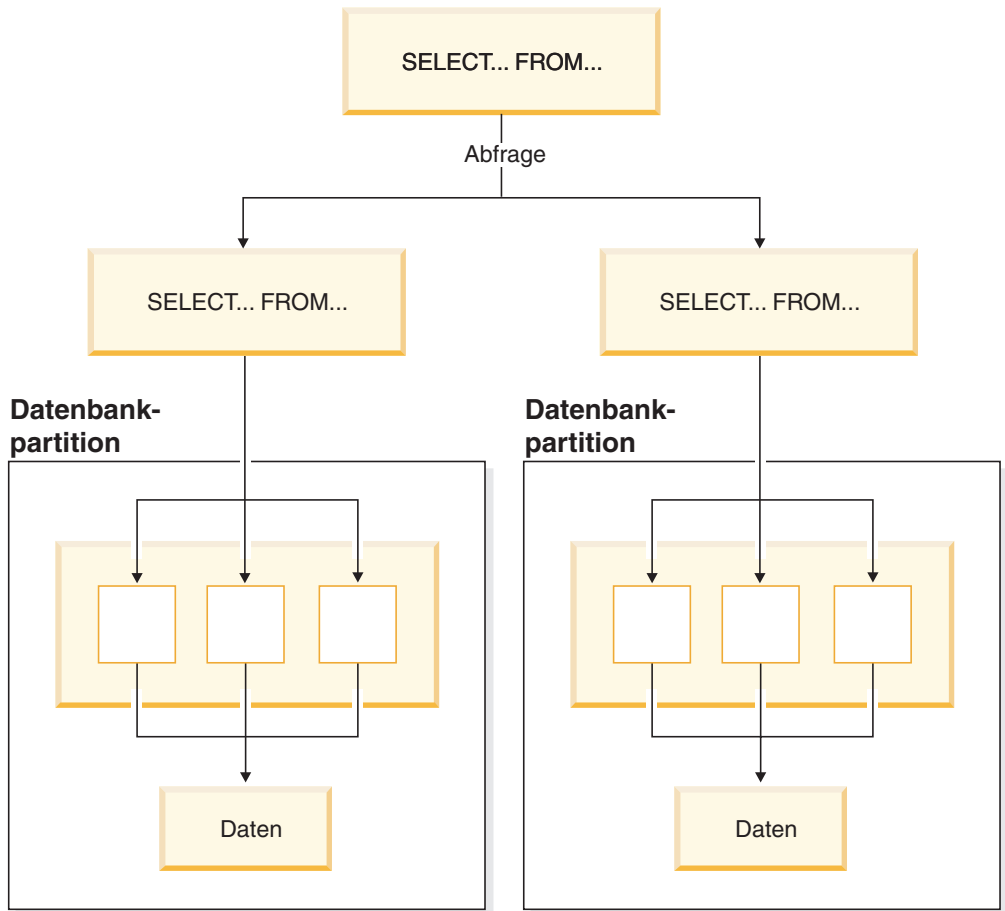 SELECT... FROM...
Abfrage
SELECT... FROM...
SELECT... FROM...
Datenbank-
partition
Datenbank-
partition
Daten
Daten